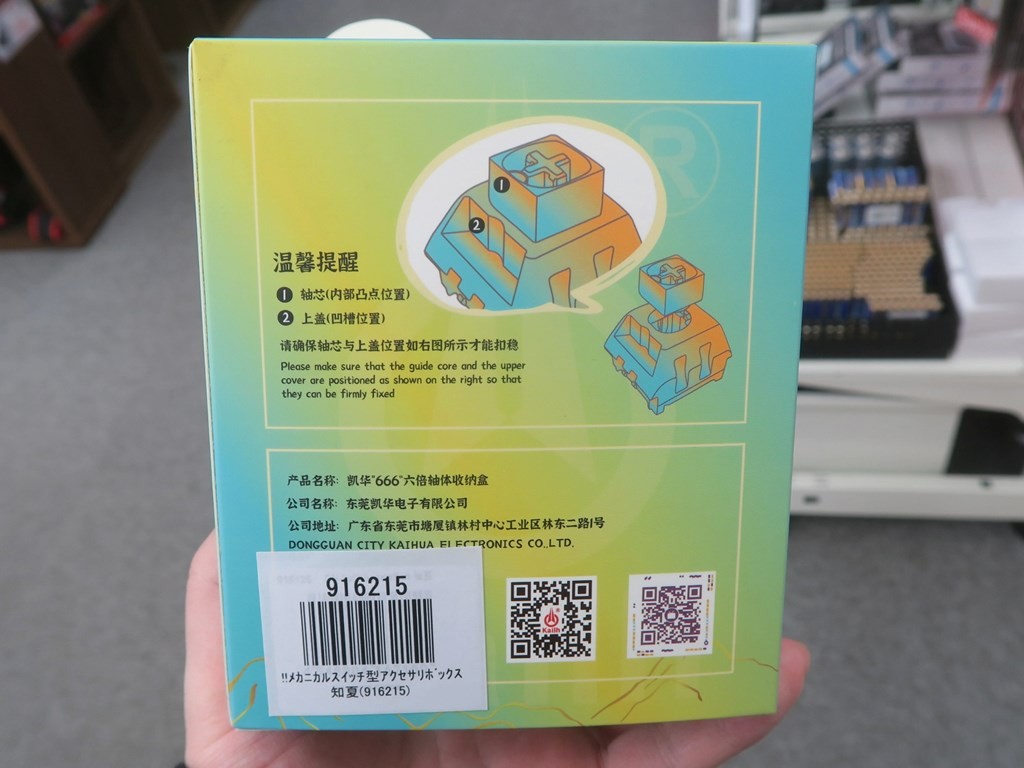 R
1
2
温馨提醒
1 轴芯(内部凸点位置)
2 上盖(凹槽位置)
请确保轴芯与上盖位置如右图所示才能扣稳
Please make sure that the guide core and the upper
cover are positioned as shown on the right so that
they can be firmly fixed
产品名称: 凯华"666"六倍轴体收纳盒
公司名称: 东莞凯华电子有限公司
公司地址: 广东省东莞市塘厦镇林村中心工业区林东二路1号
DONGGUAN CITY KAIHUA ELECTRONICS CO.,LTD.
916215
!!メカニカルスイッチ型アクセサリボックス
知夏(916215)
Kailh